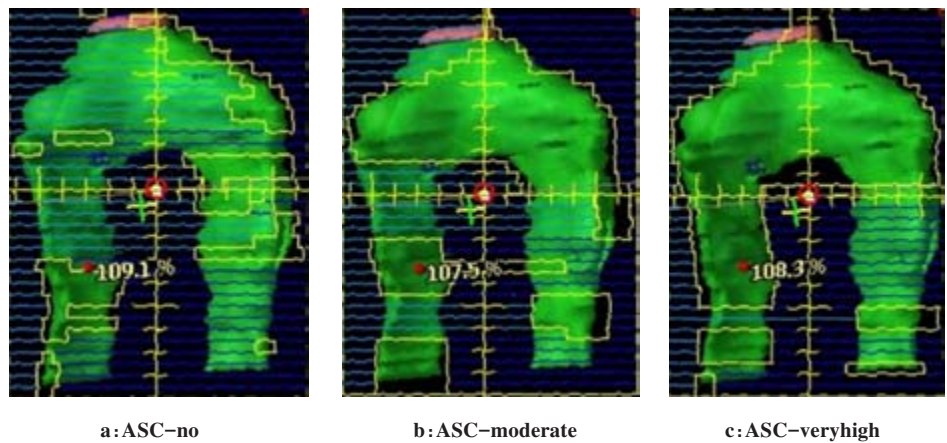 109.1 %
107.5 %
108.3 %
a:ASC-no
b:ASC-moderate
c:ASC-veryhigh